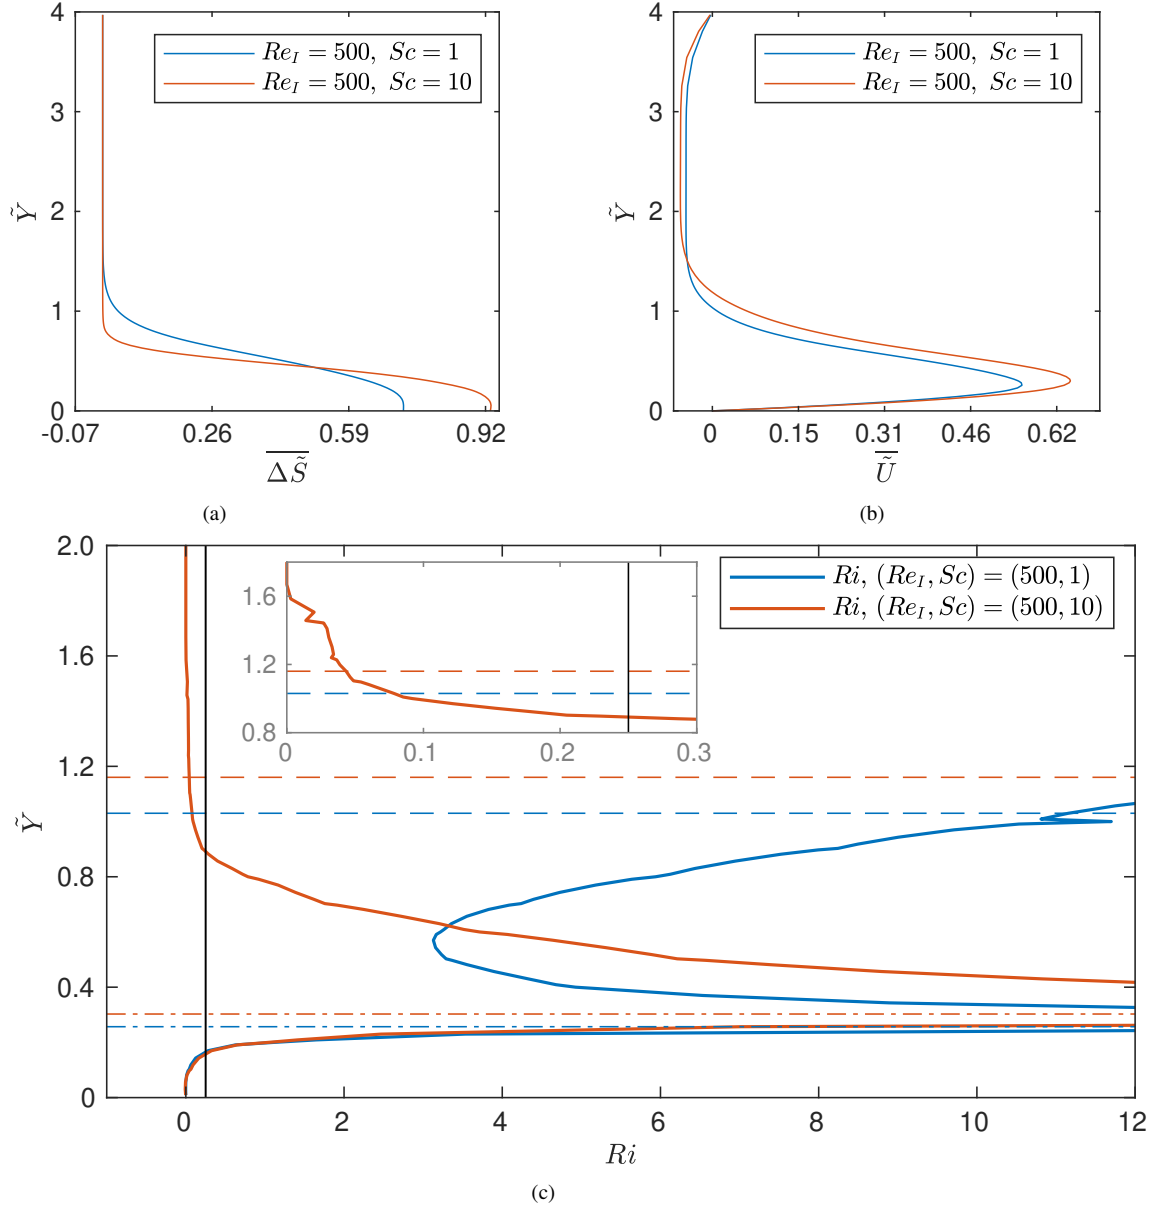 4
3
2
1
0
Ỹ
Re_I = 500, Sc = 1
Re_I = 500, Sc = 10
-0.07 0.26 0.59 0.92
\overline{ΔS̃}
(a)
4
3
2
1
0
Ỹ
Re_I = 500, Sc = 1
Re_I = 500, Sc = 10
0 0.15 0.31 0.46 0.62
\overline{Ũ}
(b)
2.0
1.6
1.2
0.8
0.4
0
Ỹ
1.6
1.2
0.8
0 0.1 0.2 0.3
Ri, (Re_I, Sc) = (500, 1)
Ri, (Re_I, Sc) = (500, 10)
0 2 4 6 8 10 12
Ri
(c)